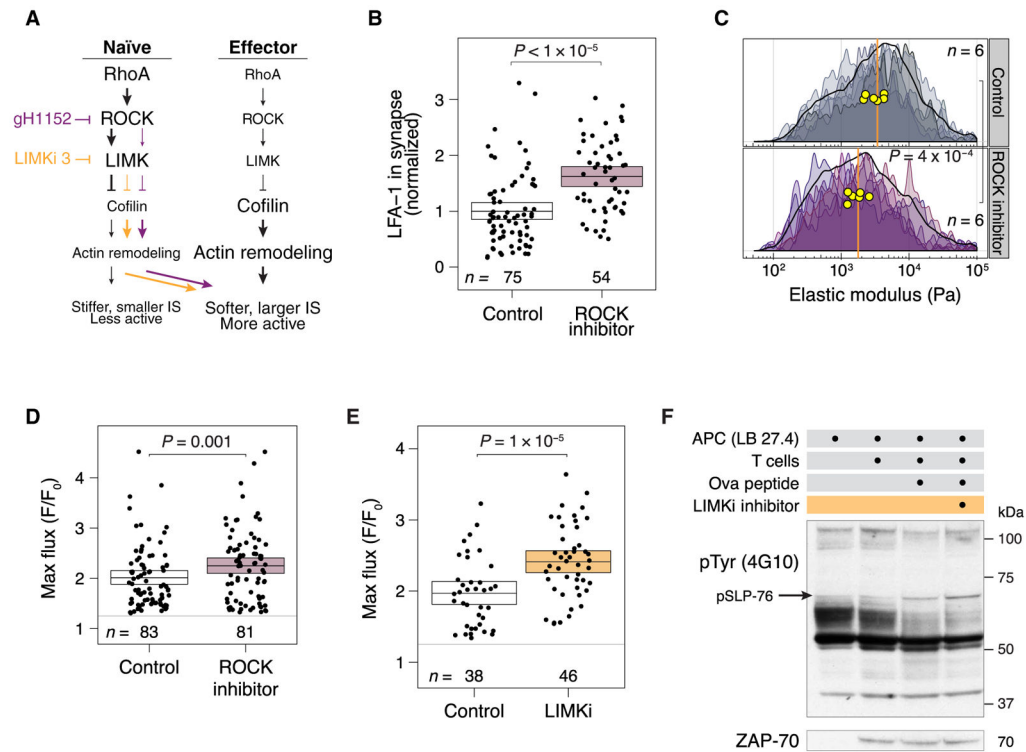 A
Naïve
Effector
RhoA
RhoA
gH1152
ROCK
ROCK
LIMKi 3
LIMK
LIMK
Cofilin
Cofilin
Actin remodeling
Actin remodeling
Stiffer, smaller IS
Less active
Softer, larger IS
More active
B
P < 1 × 10⁻⁵
LFA–1 in synapse
(normalized)
3
2
1
0
n =
75
54
Control
ROCK
inhibitor
C
n = 6
Control
P = 4 x 10⁻⁴
n = 6
ROCK inhibitor
10² 10³ 10⁴ 10⁵
Elastic modulus (Pa)
D
P = 0.001
Max flux (F/F₀)
4
3
2
1
n = 83
81
Control
ROCK
inhibitor
E
P = 1 × 10⁻⁵
Max flux (F/F₀)
4
3
2
1
n = 38
46
Control
LIMKi
F
APC (LB 27.4)
T cells
Ova peptide
LIMKi inhibitor
kDa
pTyr (4G10)
pSLP-76
100
75
50
37
ZAP-70
70